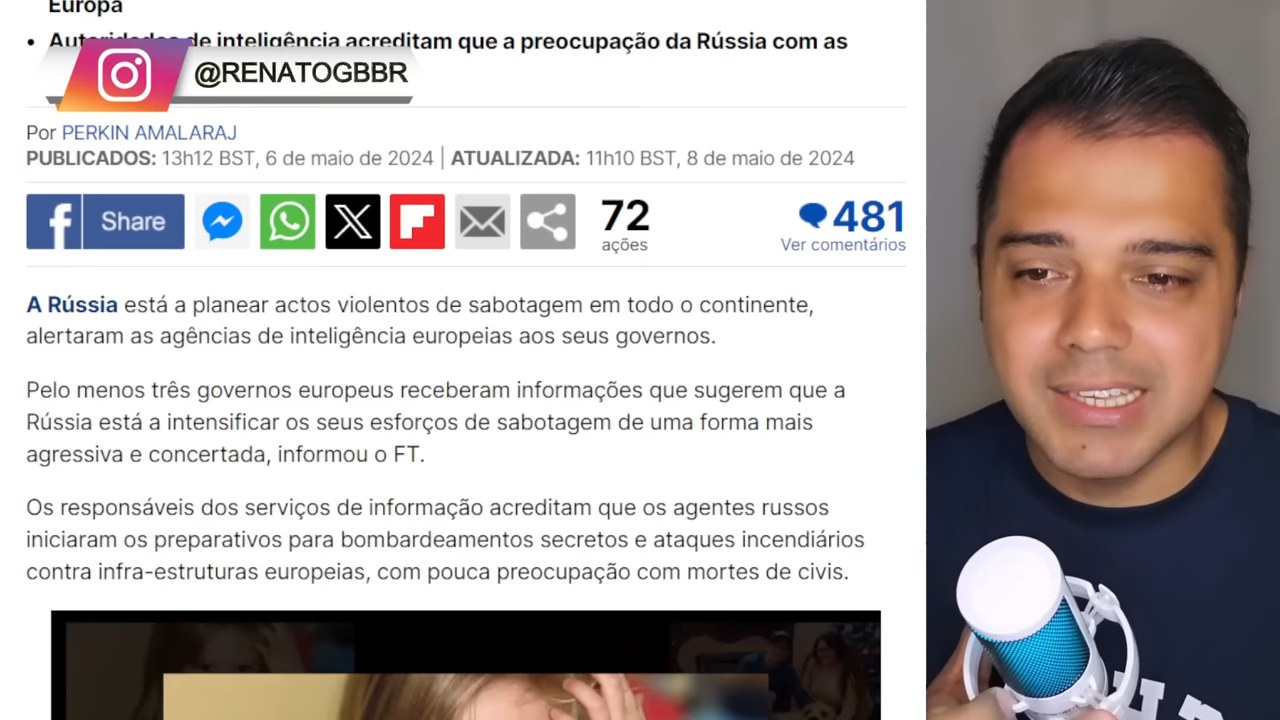 Europa
• Autoridades de inteligência acreditam que a preocupação da Rússia com as
@RENATOGBBR
Por PERKIN AMALARAJ
PUBLICADOS: 13h12 BST, 6 de maio de 2024 | ATUALIZADA: 11h10 BST, 8 de maio de 2024
f Share
72
ações
481
Ver comentários
A Rússia está a planear actos violentos de sabotagem em todo o continente,
alertaram as agências de inteligência europeias aos seus governos.
Pelo menos três governos europeus receberam informações que sugerem que a
Rússia está a intensificar os seus esforços de sabotagem de uma forma mais
agressiva e concertada, informou o FT.
Os responsáveis dos serviços de informação acreditam que os agentes russos
iniciaram os preparativos para bombardeamentos secretos e ataques incendiários
contra infra-estruturas europeias, com pouca preocupação com mortes de civis.